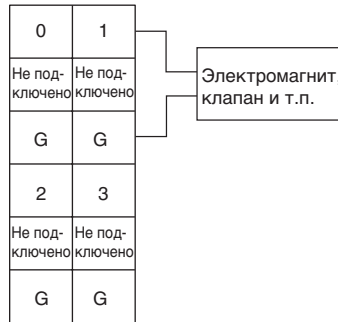 0 1
Не под- Не под-
ключено ключено
G G
2 3
Не под- Не под-
ключено ключено
G G
Электромагнит,
клапан и т.п.